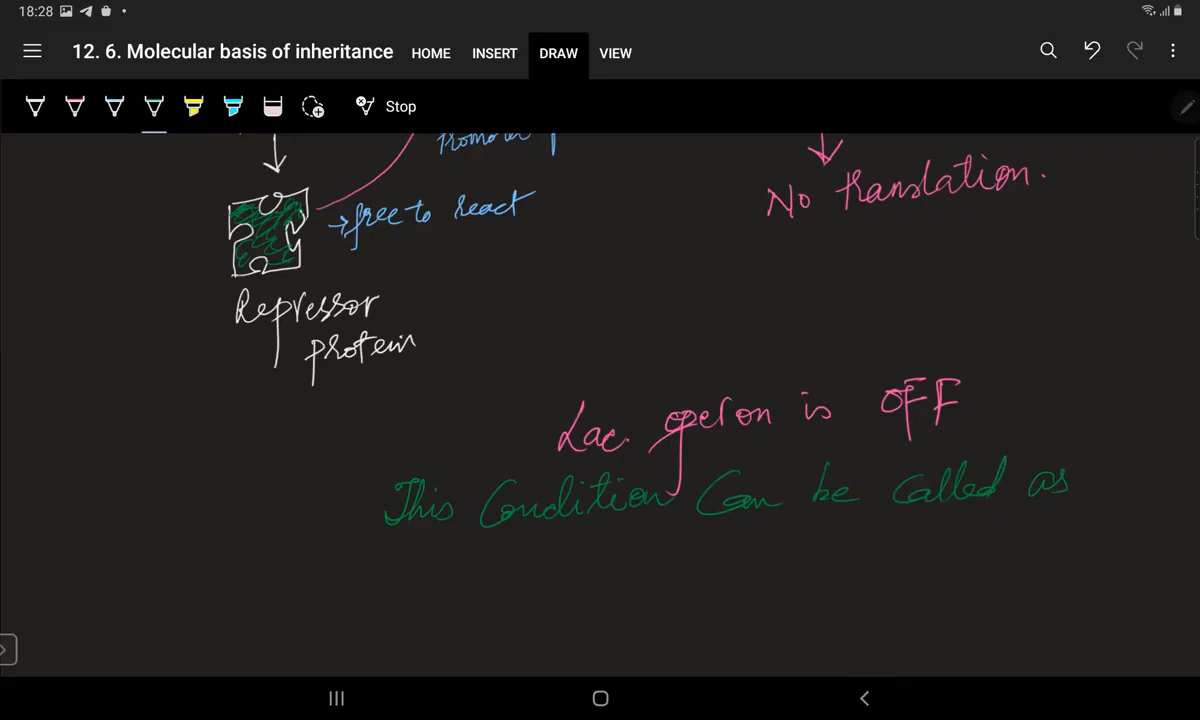 18:28
12. 6. Molecular basis of inheritance HOME INSERT DRAW VIEW
Stop
No translation.
→ free to react
Repressor
protein
Lac operon is OFF
This Condition Can be called as